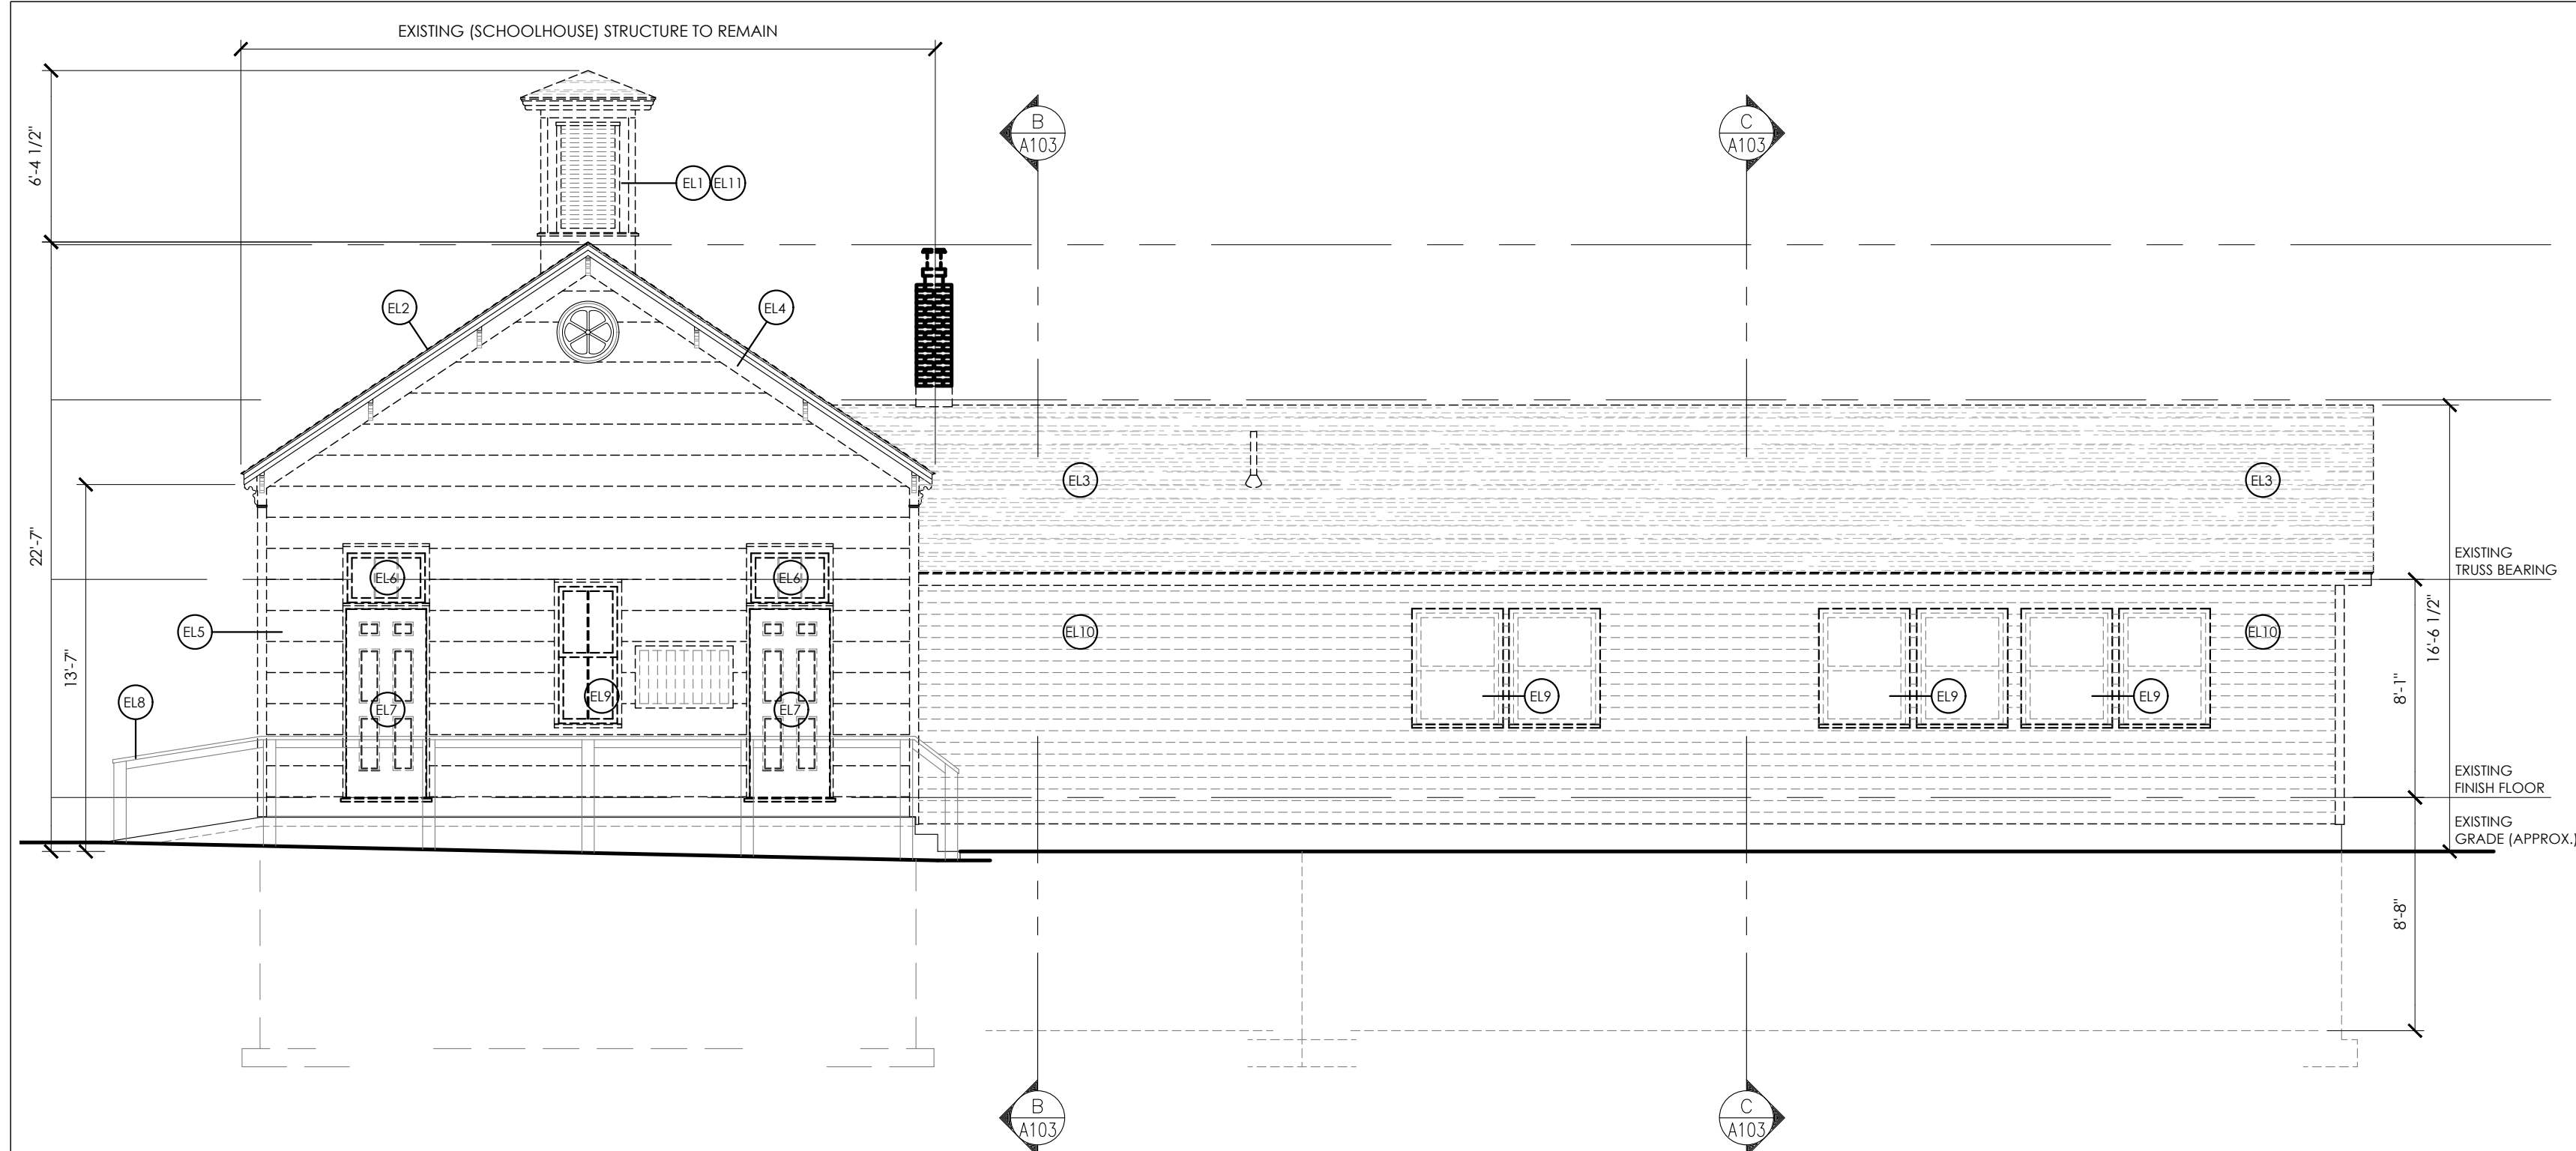 EXISTING (SCHOOLHOUSE) STRUCTURE TO REMAIN
6'-4 1/2"
B
A103
C
A103
EL1
EL11
EL2
EL4
EL3
EL3
22'-7"
13'-7"
EL6
EL6
EL5
EL10
EL10
EL9
EL9
EL9
EL9
EL7
EL7
EL8
EXISTING
TRUSS BEARING
16'-6 1/2"
8'-1"
EXISTING
FINISH FLOOR
EXISTING
GRADE (APPROX.)
8'-8"
B
A103
C
A103